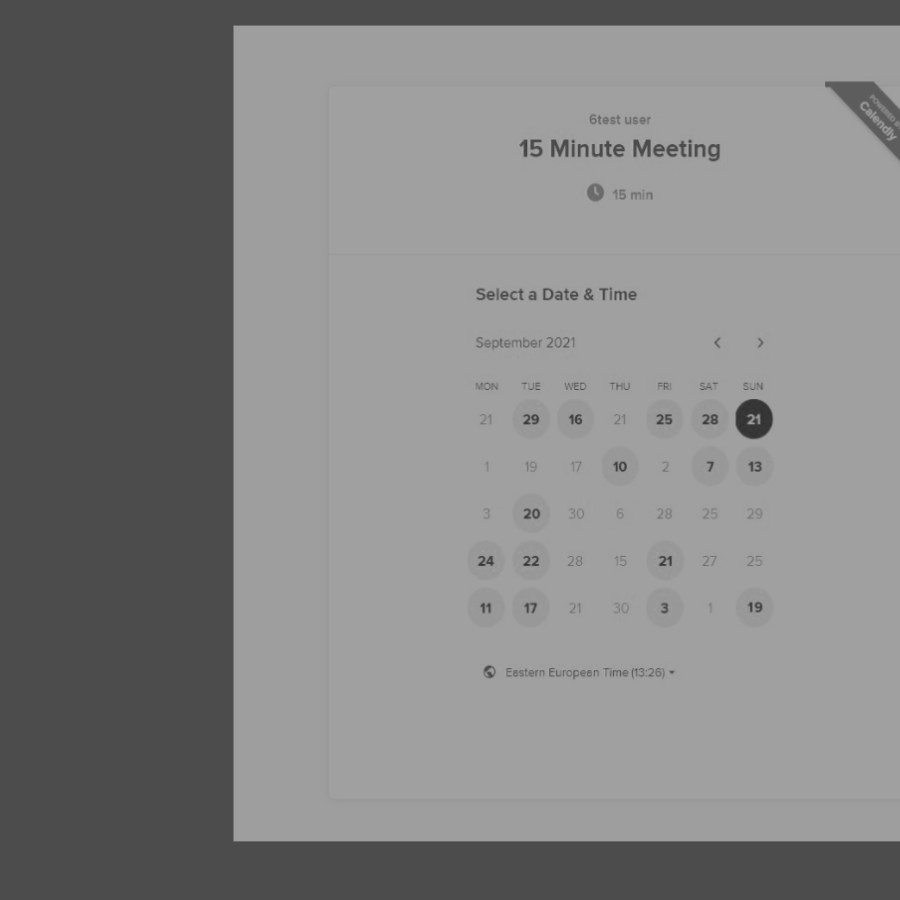 POWERED BY
Calendly
6test user
15 Minute Meeting
15 min
Select a Date & Time
September 2021
MON TUE WED THU FRI SAT SUN
21 29 16 21 25 28 21
1 19 17 10 2 7 13
3 20 30 6 28 25 29
24 22 28 15 21 27 25
11 17 21 30 3 1 19
Eastern European Time (13:26)